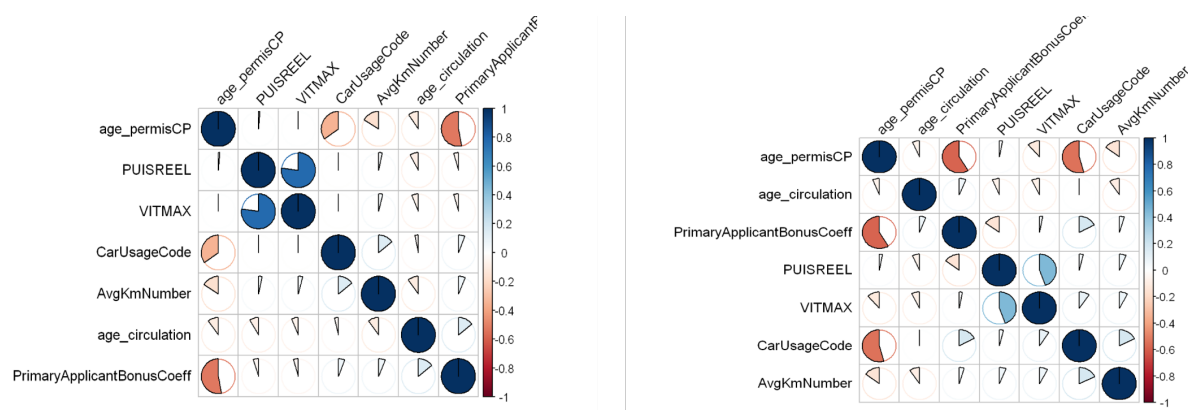 age_permisCP
PUISREEL
VITMAX
CarUsageCode
AvgKmNumber
age_circulation
age_permisCP
PUISREEL
VITMAX
CarUsageCode
AvgKmNumber
age_circulation
PrimaryApplicantBonusCoeff
1
0.8
0.6
0.4
0.2
0
-0.2
-0.4
-0.6
-0.8
-1
age_permisCP
age_circulation
PrimaryApplicantBonusCoeff
PUISREEL
VITMAX
CarUsageCode
AvgKmNumber
age_permisCP
age_circulation
PrimaryApplicantBonusCoeff
PUISREEL
VITMAX
CarUsageCode
AvgKmNumber
1
0.8
0.6
0.4
0.2
0
-0.2
-0.4
-0.6
-0.8
-1